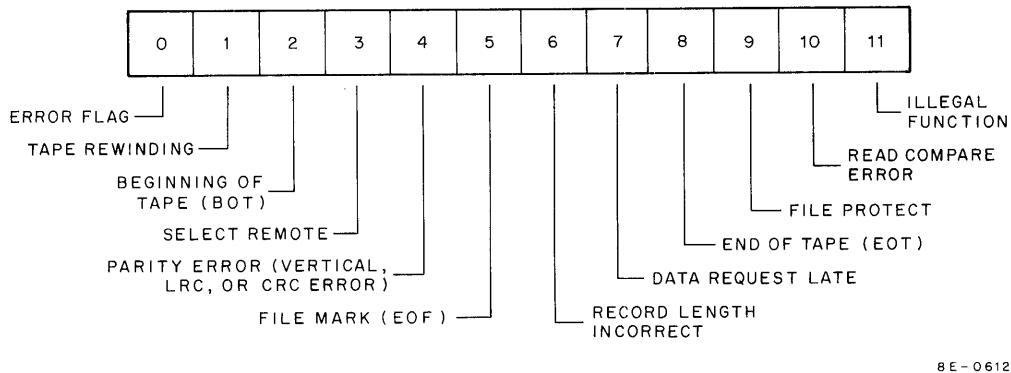 0 1 2 3 4 5 6 7 8 9 10 11
ERROR FLAG
TAPE REWINDING
BEGINNING OF
TAPE (BOT)
SELECT REMOTE
PARITY ERROR (VERTICAL,
LRC, OR CRC ERROR)
FILE MARK (EOF)
RECORD LENGTH
INCORRECT
DATA REQUEST LATE
END OF TAPE (EOT)
FILE PROTECT
READ COMPARE
ERROR
ILLEGAL
FUNCTION
8E-0612